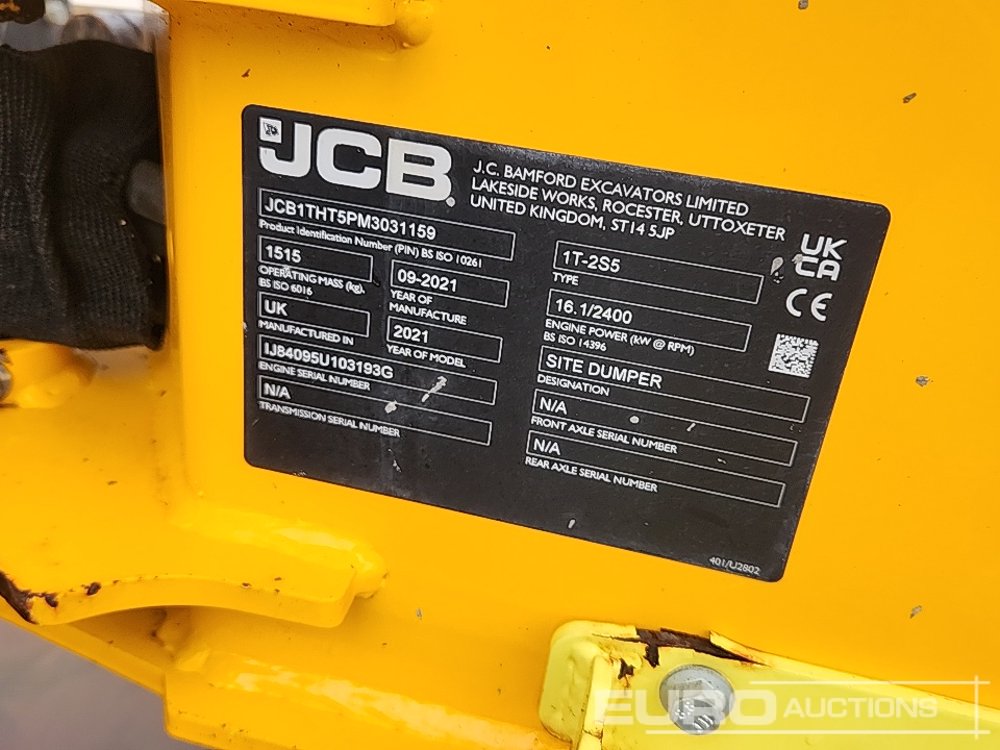 JCB
J.C. BAMFORD EXCAVATORS LIMITED
LAKESIDE WORKS, ROCESTER, UTTOXETER
UNITED KINGDOM, ST14 5JP
JCB1THT5PM3031159
Product Identification Number (PIN) BS ISO 10261
1515
OPERATING MASS (kg).
BS ISO 6016
09-2021
YEAR OF
MANUFACTURE
UK
MANUFACTURED IN
2021
YEAR OF MODEL
IJ84095U103193G
ENGINE SERIAL NUMBER
N/A
TRANSMISSION SERIAL NUMBER
1T-2S5
TYPE
16.1/2400
ENGINE POWER (kW @ RPM)
BS ISO 14396
SITE DUMPER
DESIGNATION
N/A
FRONT AXLE SERIAL NUMBER
N/A
REAR AXLE SERIAL NUMBER
UK
CA
CE
401/U2802
EURO AUCTIONS